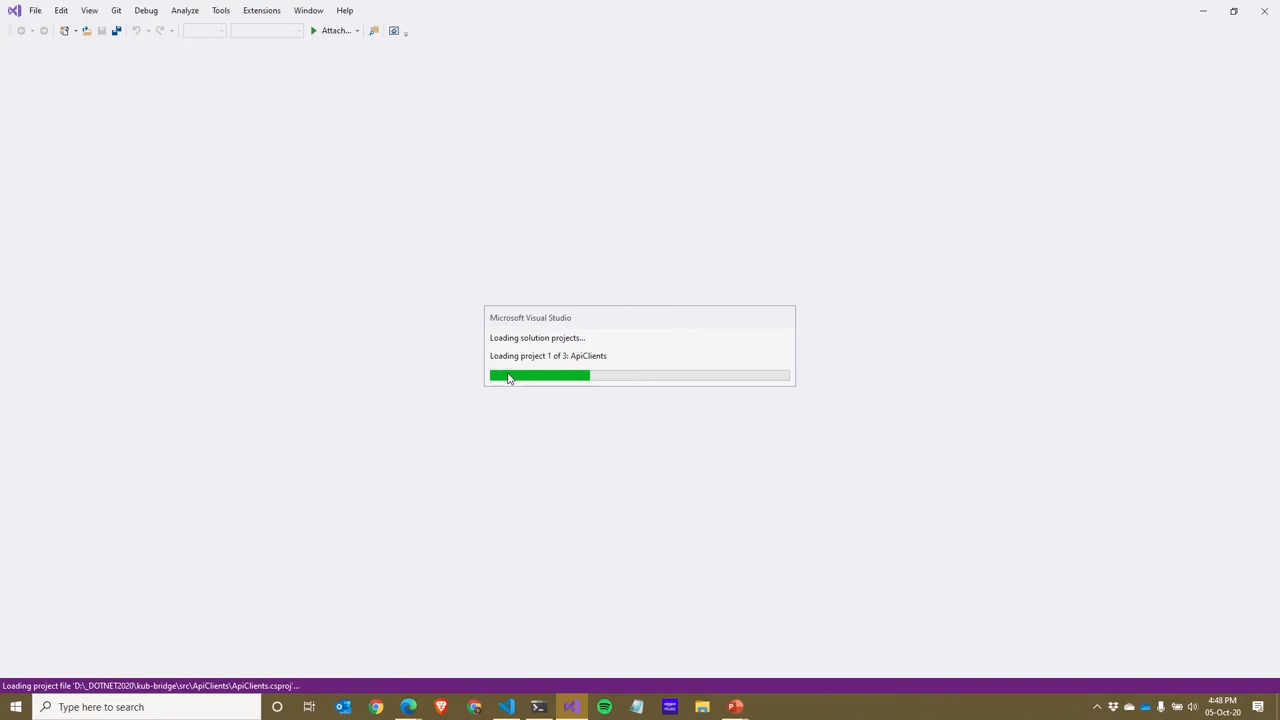 File Edit View Git Debug Analyze Tools Extensions Window Help
Attach...
Microsoft Visual Studio
Loading solution projects...
Loading project 1 of 3: ApiClients
Loading project file 'D:\_DOTNET2020\kub-bridge\src\ApiClients\ApiClients.csproj'...
Type here to search
4:48 PM
05-Oct-20